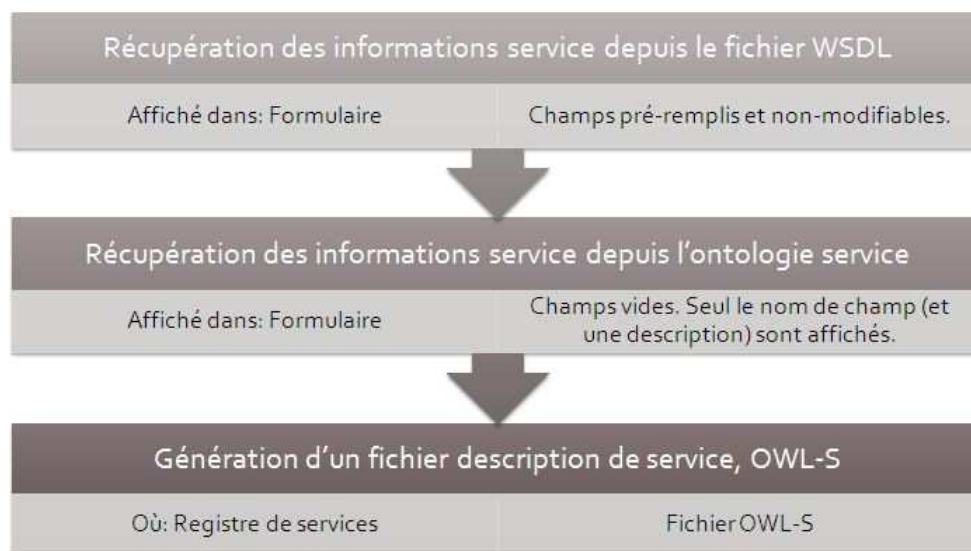 Récupération des informations service depuis le fichier WSDL
Affiché dans: Formulaire
Champs pré-remplis et non-modifiables.
Récupération des informations service depuis l'ontologie service
Affiché dans: Formulaire
Champs vides. Seul le nom de champ (et
une description) sont affichés.
Génération d'un fichier description de service, OWL-S
Où: Registre de services
Fichier OWL-S